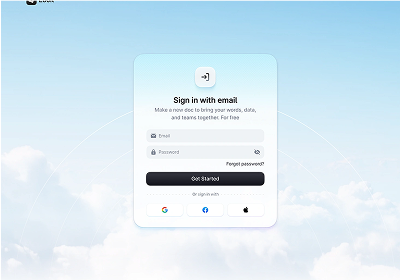 Sign in with email
Make a new doc to bring your words, data,
and teams together. For free
Email
Password
Forgot password?
Get Started
Or sign in with